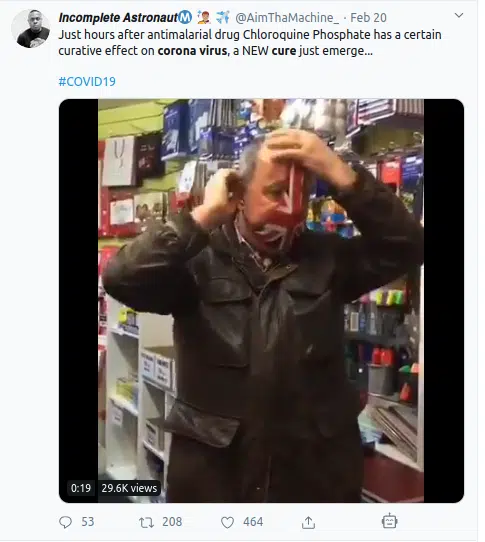 Incomplete AstronautⓂ @AimThaMachine_ · Feb 20
Just hours after antimalarial drug Chloroquine Phosphate has a certain
curative effect on corona virus, a NEW cure just emerge...
#COVID19
0:19 29.6K views
53 208 464